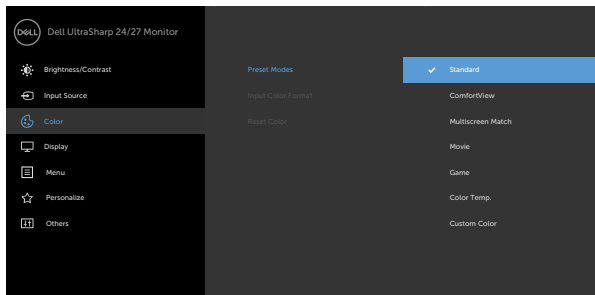 DELL Dell UltraSharp 24/27 Monitor
Brightness/Contrast
Input Source
Color
Display
Menu
Personalize
Others
Preset Modes
Input Color Format
Reset Color
Standard
ComfortView
Multiscreen Match
Movie
Game
Color Temp.
Custom Color